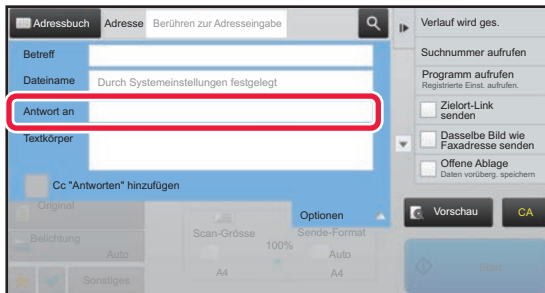 Adressbuch Adresse Berühren zur Adresseingabe
Betreff
Dateiname Durch Systemeinstellungen festgelegt
Antwort an
Textkörper
Cc "Antworten" hinzufügen
Optionen
Original
Belichtung
Auto
Sonstiges
Scan-Grösse
100%
A4
Sende-Format
Auto
A4
Verlauf wird ges.
Suchnummer aufrufen
Programm aufrufen
Registrierte Einst. aufrufen.
Zielort-Link
senden
Dasselbe Bild wie
Faxadresse senden
Offene Ablage
Daten vorüberg. speichern
Vorschau
CA
Start